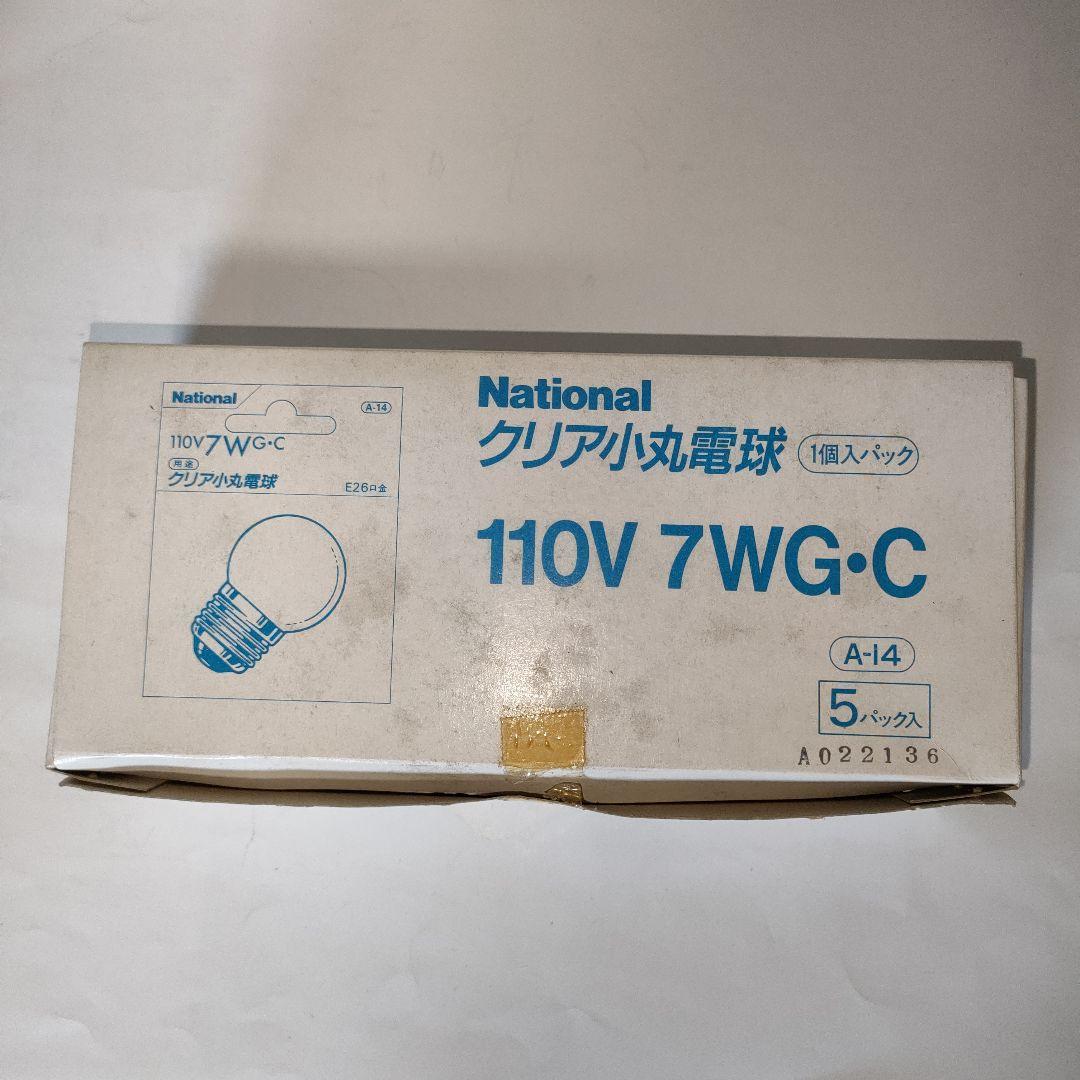 National
A-14
110V7WG・C
用途
クリア小丸電球
E26口金
National
クリア小丸電球
1個入パック
110V 7WG・C
A-14
5パック入
A022136